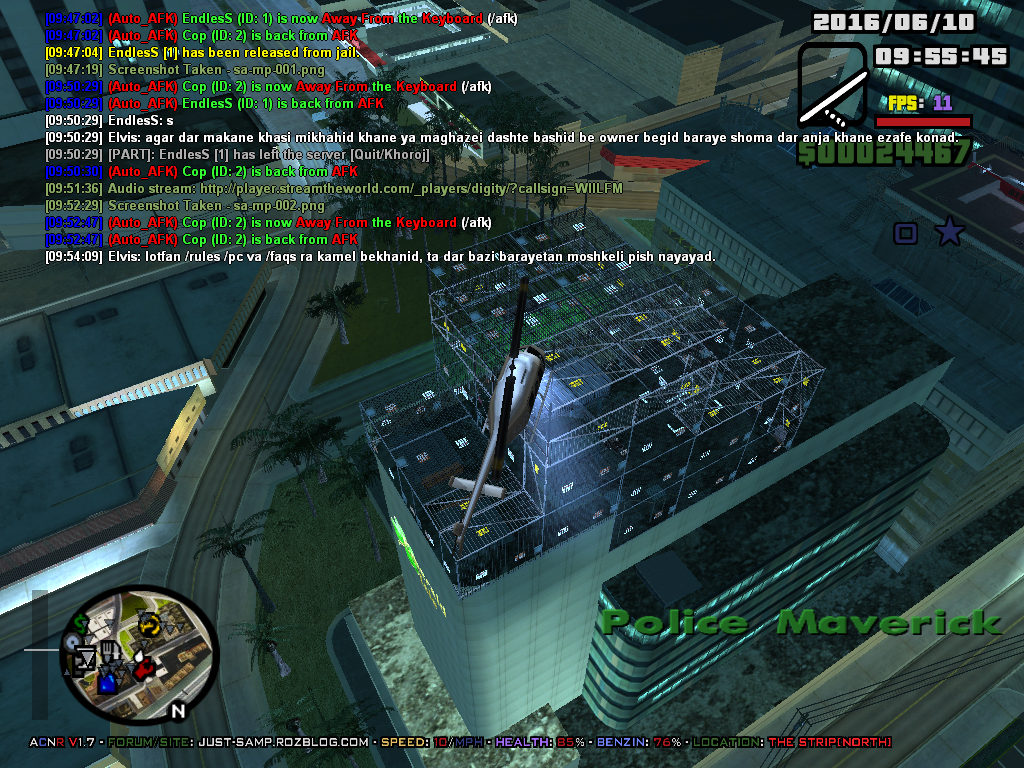 [09:47:02] (Auto_AFK) EndlesS (ID: 1) is now Away From the Keyboard (/afk)
[09:47:02] (Auto_AFK) Cop (ID: 2) is back from AFK
[09:47:04] EndlesS [1] has been released from jail.
[09:47:19] Screenshot Taken - sa-mp-001.png
[09:50:29] (Auto_AFK) Cop (ID: 2) is now Away From the Keyboard (/afk)
[09:50:29] (Auto_AFK) EndlesS (ID: 1) is back from AFK
[09:50:29] EndlesS: s
[09:50:29] Elvis: agar dar makane khasi mikhahid khane ya maghazei dashte bashid be owner begid baraye shoma dar anja khane ezafe konad.
[09:50:29] [PART]: EndlesS [1] has left the server [Quit/Khoroj]
[09:50:30] (Auto_AFK) Cop (ID: 2) is back from AFK
[09:51:36] Audio stream: http://player.streamtheworld.com/_players/digity/?callsign=WIILFM
[09:52:29] Screenshot Taken - sa-mp-002.png
[09:52:47] (Auto_AFK) Cop (ID: 2) is now Away From the Keyboard (/afk)
[09:52:47] (Auto_AFK) Cop (ID: 2) is back from AFK
[09:54:09] Elvis: lotfan /rules /pc va /faqs ra kamel bekhanid, ta dar bazi barayetan moshkeli pish nayayad.
2016/06/10
09:55:45
FPS: 11
$00024467
Police Maverick
N
ACNR V1.7 - FORUM/SITE: JUST-SAMP.ROZBLOG.COM - SPEED: 10/MPH - HEALTH: 85% - BENZIN: 76% - LOCATION: THE STRIP[NORTH]